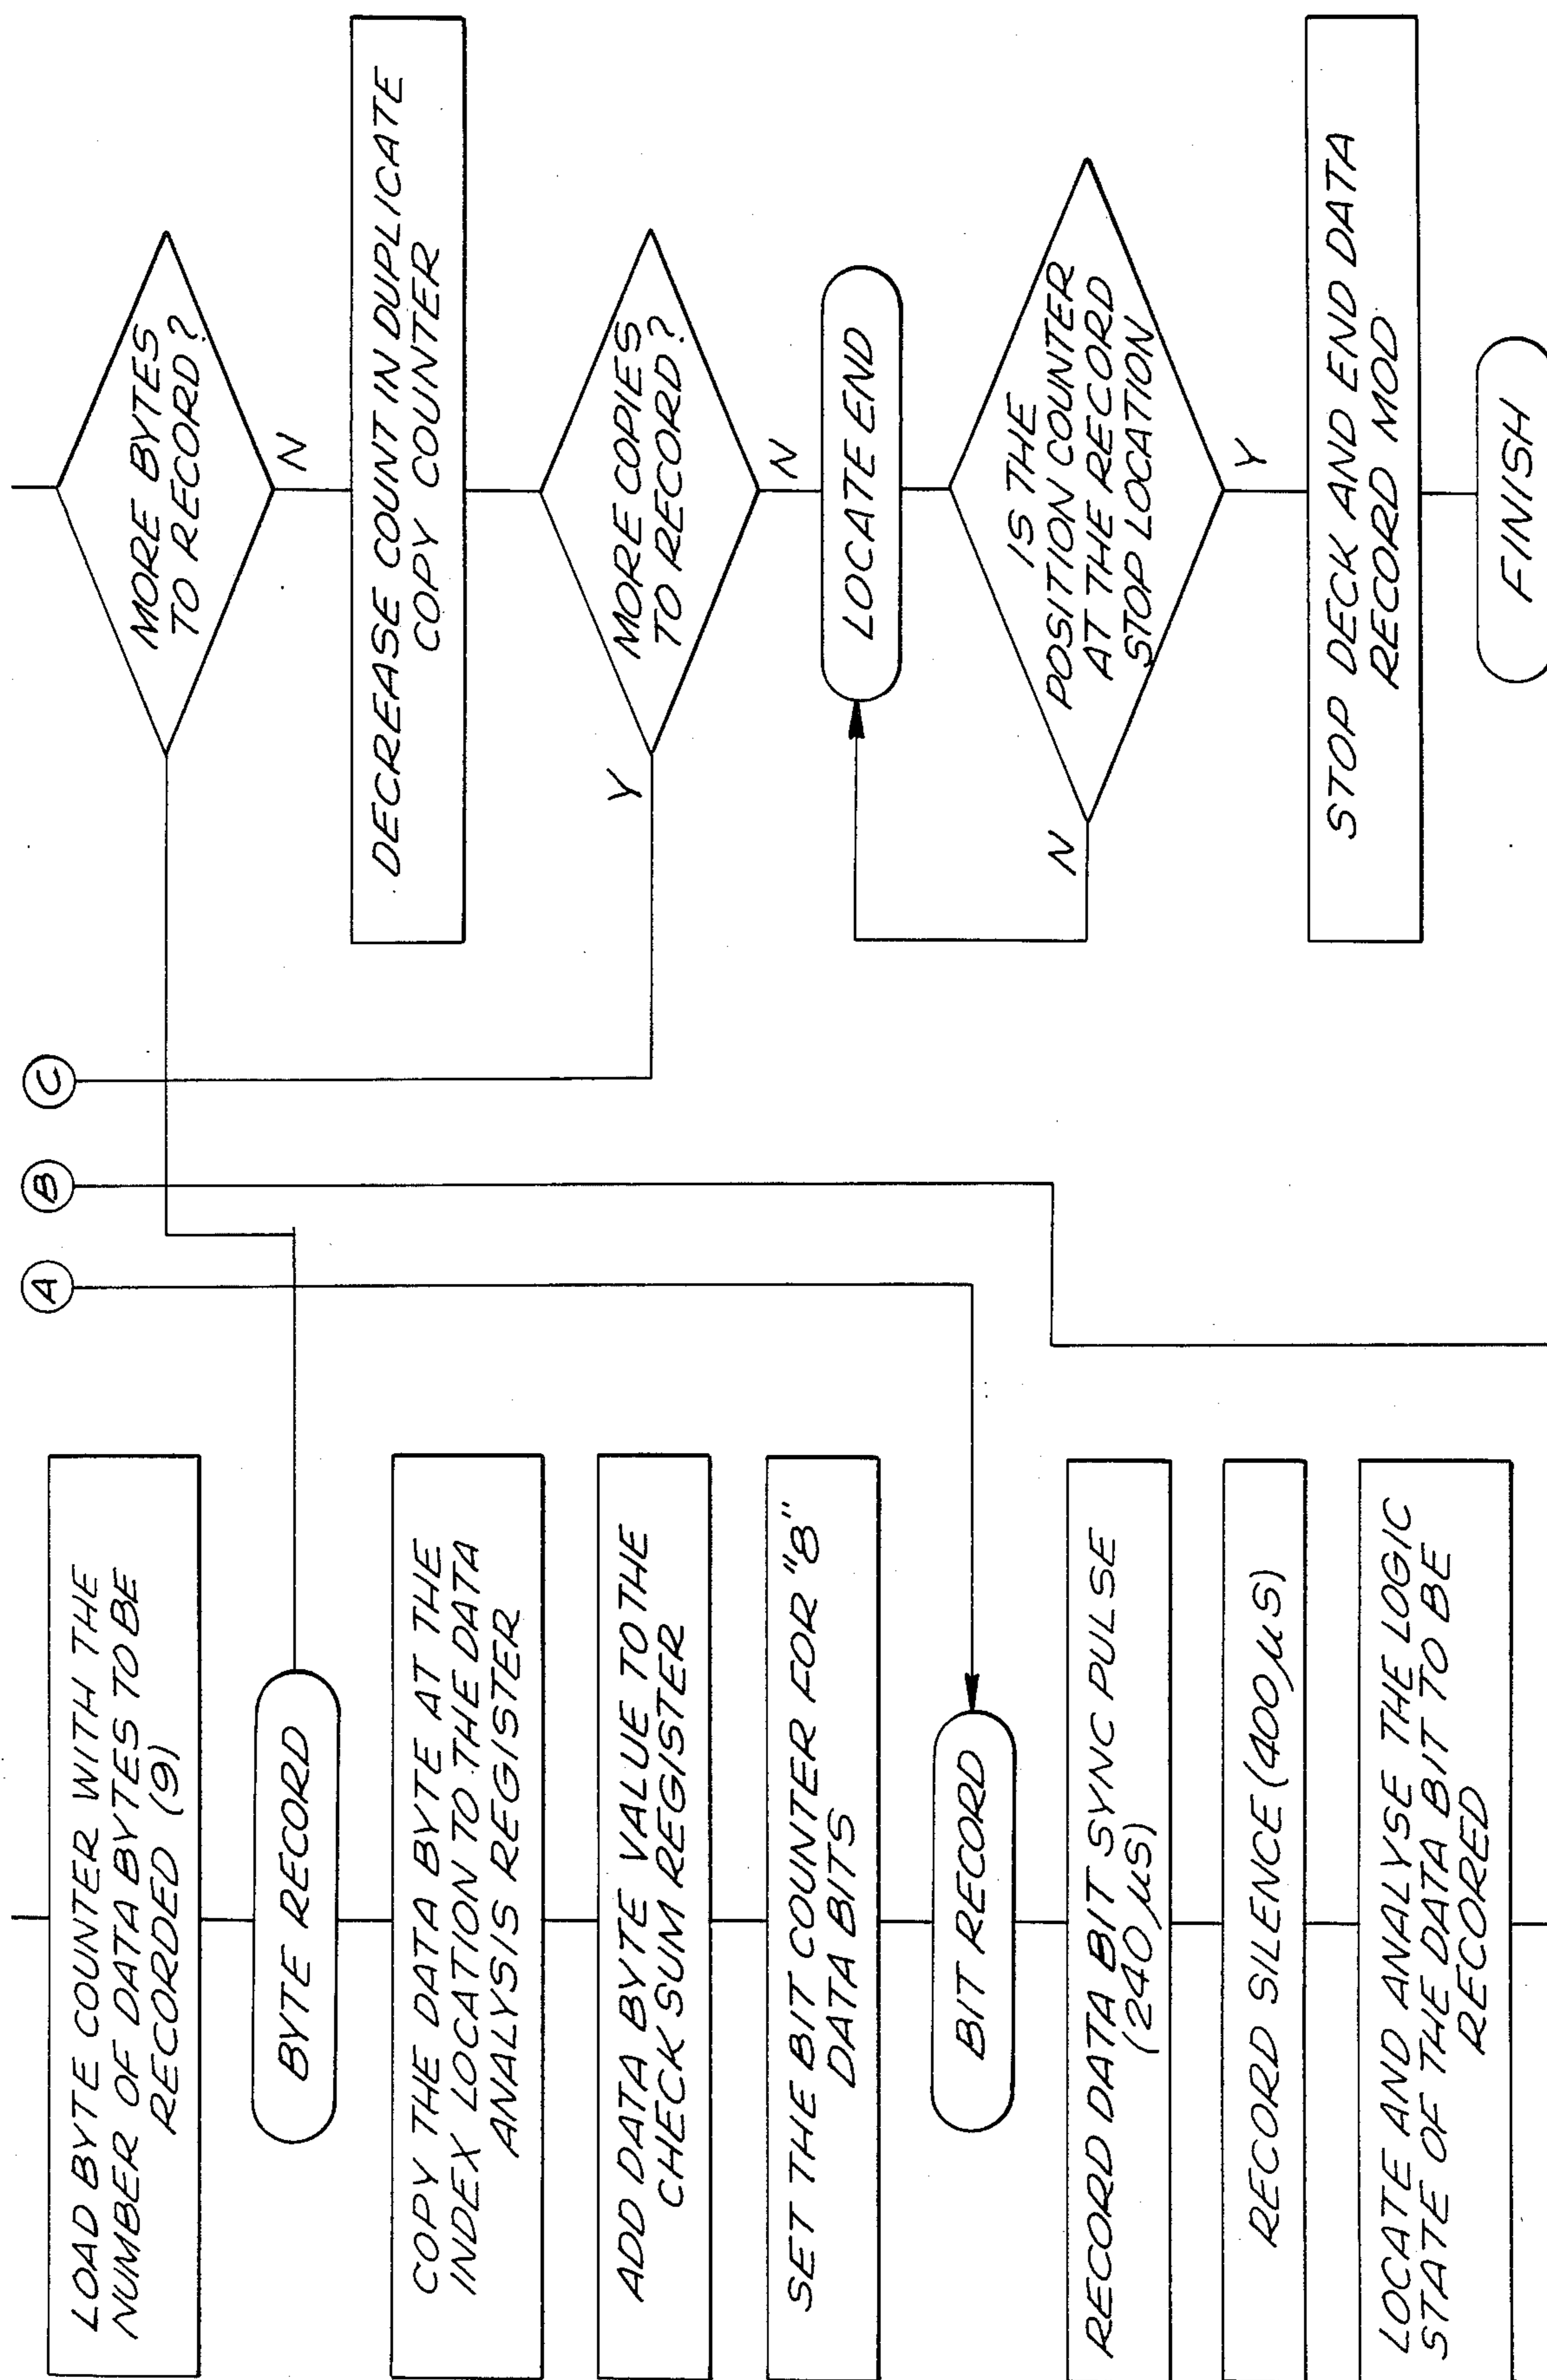 LOAD BYTE COUNTER WITH THE
NUMBER OF DATA BYTES TO BE
RECORDED (9)
BYTE RECORD
COPY THE DATA BYTE AT THE
INDEX LOCATION TO THE DATA
ANALYSIS REGISTER
ADD DATA BYTE VALUE TO THE
CHECK SUM REGISTER
SET THE BIT COUNTER FOR "8"
DATA BITS
BIT RECORD
RECORD DATA BIT SYNC PULSE
(240 µS)
RECORD SILENCE (400 µS)
LOCATE AND ANALYSE THE LOGIC
STATE OF THE DATA BIT TO BE
RECORED
A
B
C
MORE BYTES
TO RECORD?
N
DECREASE COUNT IN DUPLICATE
COPY COUNTER
MORE COPIES
TO RECORD?
Y
N
LOCATE END
IS THE
POSITION COUNTER
AT THE RECORD
STOP LOCATION
N
Y
STOP DECK AND END DATA
RECORD MOD
FINISH